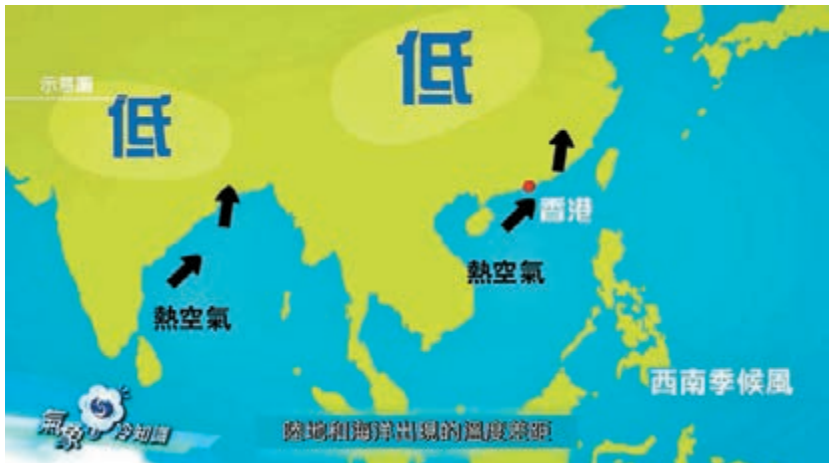 低
示意圖
低
香港
熱空氣
熱空氣
西南季候風
氣象冷知識
陸地和海洋出現的溫度差距